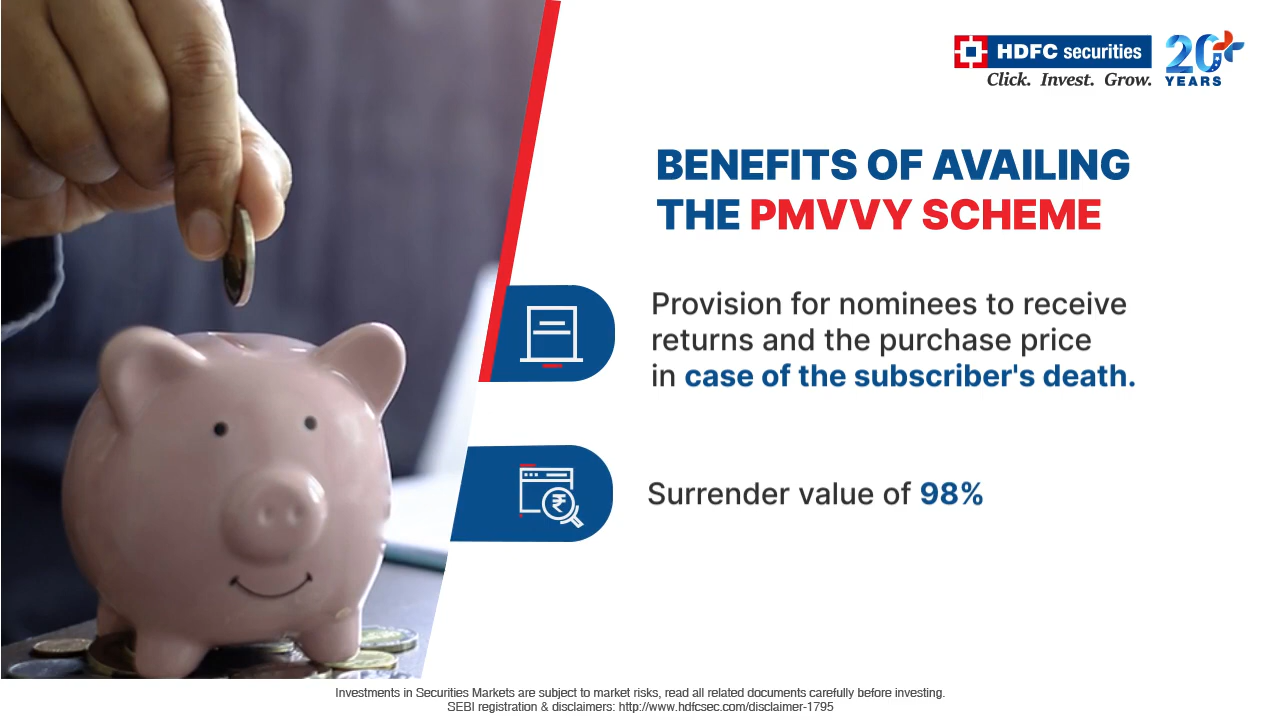 HDFC securities
Click. Invest. Grow.
20+
YEARS
BENEFITS OF AVAILING
THE PMVVY SCHEME
Provision for nominees to receive
returns and the purchase price
in case of the subscriber's death.
₹
Surrender value of 98%
Investments in Securities Markets are subject to market risks, read all related documents carefully before investing.
SEBI registration & disclaimers: http://www.hdfcsec.com/disclaimer-1795